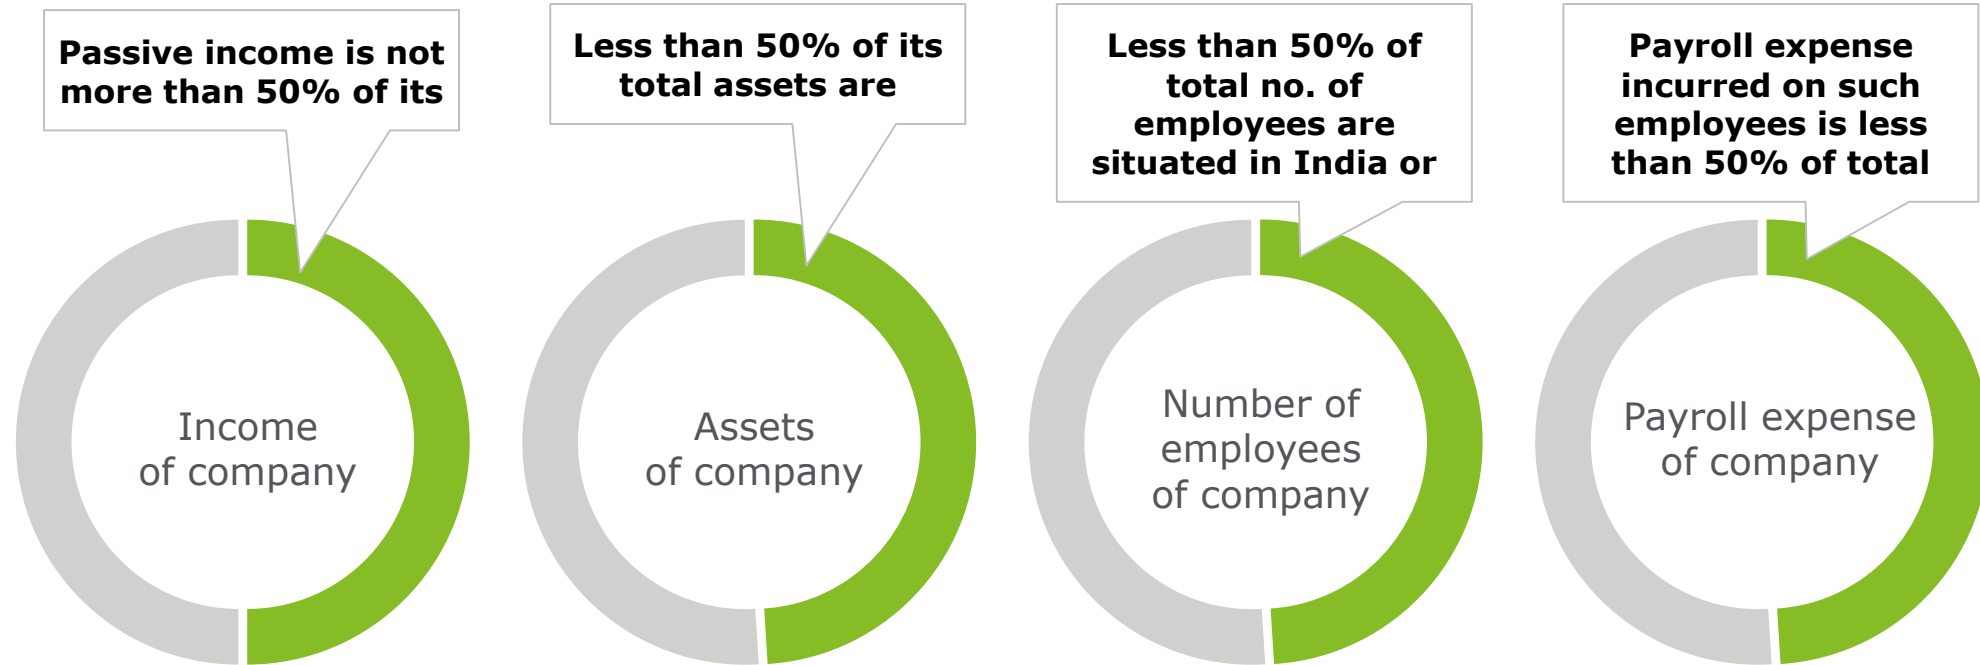 Passive income is not
more than 50% of its
Less than 50% of its
total assets are
Less than 50% of
total no. of
employees are
situated in India or
Payroll expense
incurred on such
employees is less
than 50% of total
Income
of company
Assets
of company
Number of
employees
of company
Payroll expense
of company